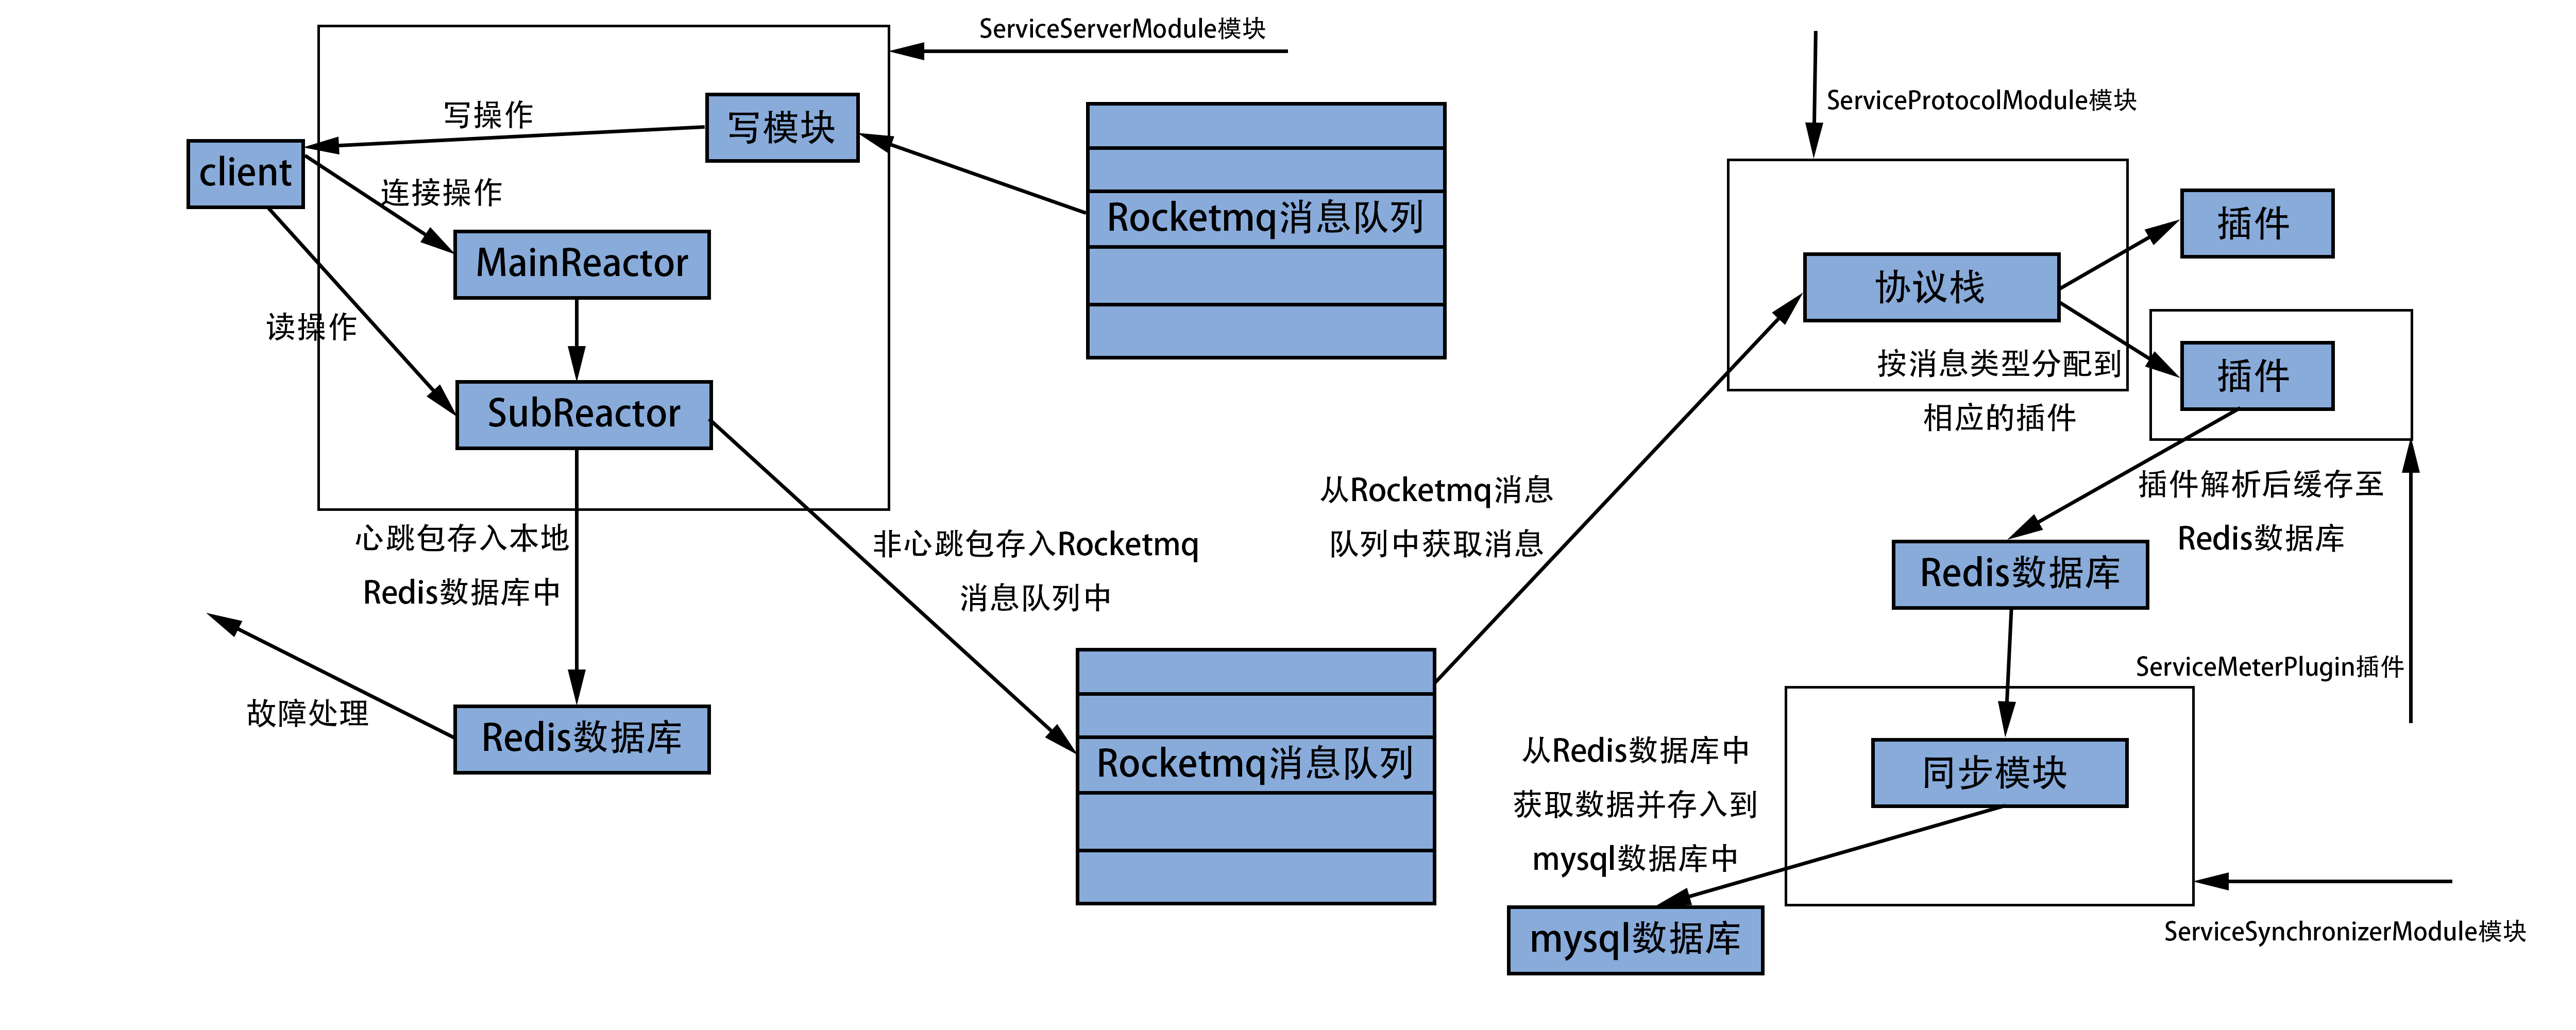 ServiceServerModule模块
ServiceProtocolModule模块
写操作
写模块
client
连接操作
Rocketmq消息队列
插件
MainReactor
协议栈
读操作
按消息类型分配到
相应的插件
插件
SubReactor
从Rocketmq消息
队列中获取消息
插件解析后缓存至
Redis数据库
心跳包存入本地
Redis数据库中
非心跳包存入Rocketmq
消息队列中
Redis数据库
ServiceMeterPlugin插件
故障处理
Redis数据库
Rocketmq消息队列
从Redis数据库中
获取数据并存入到
mysql数据库中
同步模块
mysql数据库
ServiceSynchronizerModule模块